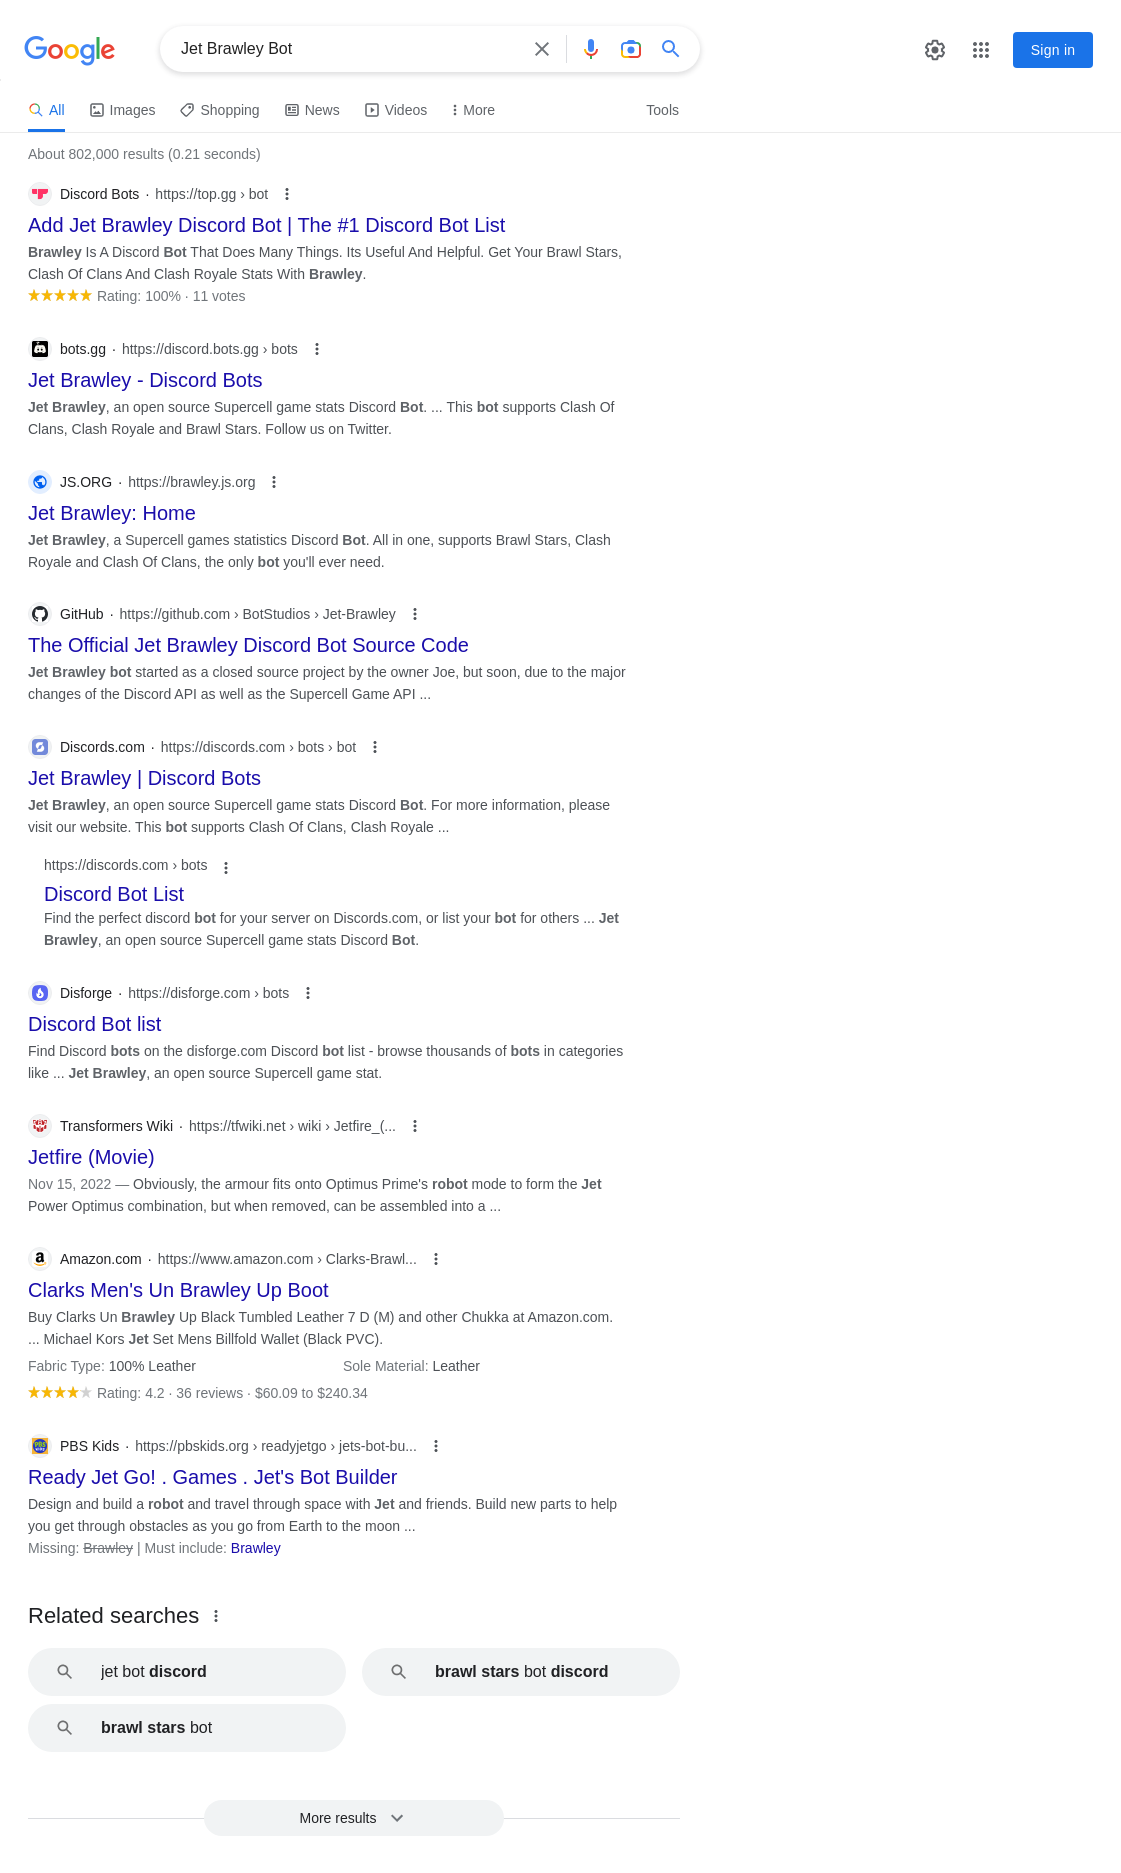 Google
Jet Brawley Bot
Sign in
All
Images
Shopping
News
Videos
More
Tools
About 802,000 results (0.21 seconds)
Discord Bots · https://top.gg › bot
Add Jet Brawley Discord Bot | The #1 Discord Bot List
Brawley Is A Discord Bot That Does Many Things. Its Useful And Helpful. Get Your Brawl Stars,
Clash Of Clans And Clash Royale Stats With Brawley.
Rating: 100% · 11 votes
bots.gg · https://discord.bots.gg › bots
Jet Brawley - Discord Bots
Jet Brawley, an open source Supercell game stats Discord Bot. ... This bot supports Clash Of
Clans, Clash Royale and Brawl Stars. Follow us on Twitter.
JS.ORG · https://brawley.js.org
Jet Brawley: Home
Jet Brawley, a Supercell games statistics Discord Bot. All in one, supports Brawl Stars, Clash
Royale and Clash Of Clans, the only bot you'll ever need.
GitHub · https://github.com › BotStudios › Jet-Brawley
The Official Jet Brawley Discord Bot Source Code
Jet Brawley bot started as a closed source project by the owner Joe, but soon, due to the major
changes of the Discord API as well as the Supercell Game API ...
Discords.com · https://discords.com › bots › bot
Jet Brawley | Discord Bots
Jet Brawley, an open source Supercell game stats Discord Bot. For more information, please
visit our website. This bot supports Clash Of Clans, Clash Royale ...
https://discords.com › bots
Discord Bot List
Find the perfect discord bot for your server on Discords.com, or list your bot for others ... Jet
Brawley, an open source Supercell game stats Discord Bot.
Disforge · https://disforge.com › bots
Discord Bot list
Find Discord bots on the disforge.com Discord bot list - browse thousands of bots in categories
like ... Jet Brawley, an open source Supercell game stat.
Transformers Wiki · https://tfwiki.net › wiki › Jetfire_(...
Jetfire (Movie)
Nov 15, 2022 — Obviously, the armour fits onto Optimus Prime's robot mode to form the Jet
Power Optimus combination, but when removed, can be assembled into a ...
Amazon.com · https://www.amazon.com › Clarks-Brawl...
Clarks Men's Un Brawley Up Boot
Buy Clarks Un Brawley Up Black Tumbled Leather 7 D (M) and other Chukka at Amazon.com.
... Michael Kors Jet Set Mens Billfold Wallet (Black PVC).
Fabric Type: 100% Leather Sole Material: Leather
Rating: 4.2 · 36 reviews · $60.09 to $240.34
PBS Kids · https://pbskids.org › readyjetgo › jets-bot-bu...
Ready Jet Go! . Games . Jet's Bot Builder
Design and build a robot and travel through space with Jet and friends. Build new parts to help
you get through obstacles as you go from Earth to the moon ...
Missing: Brawley | Must include: Brawley
Related searches
jet bot discord
brawl stars bot discord
brawl stars bot
More results